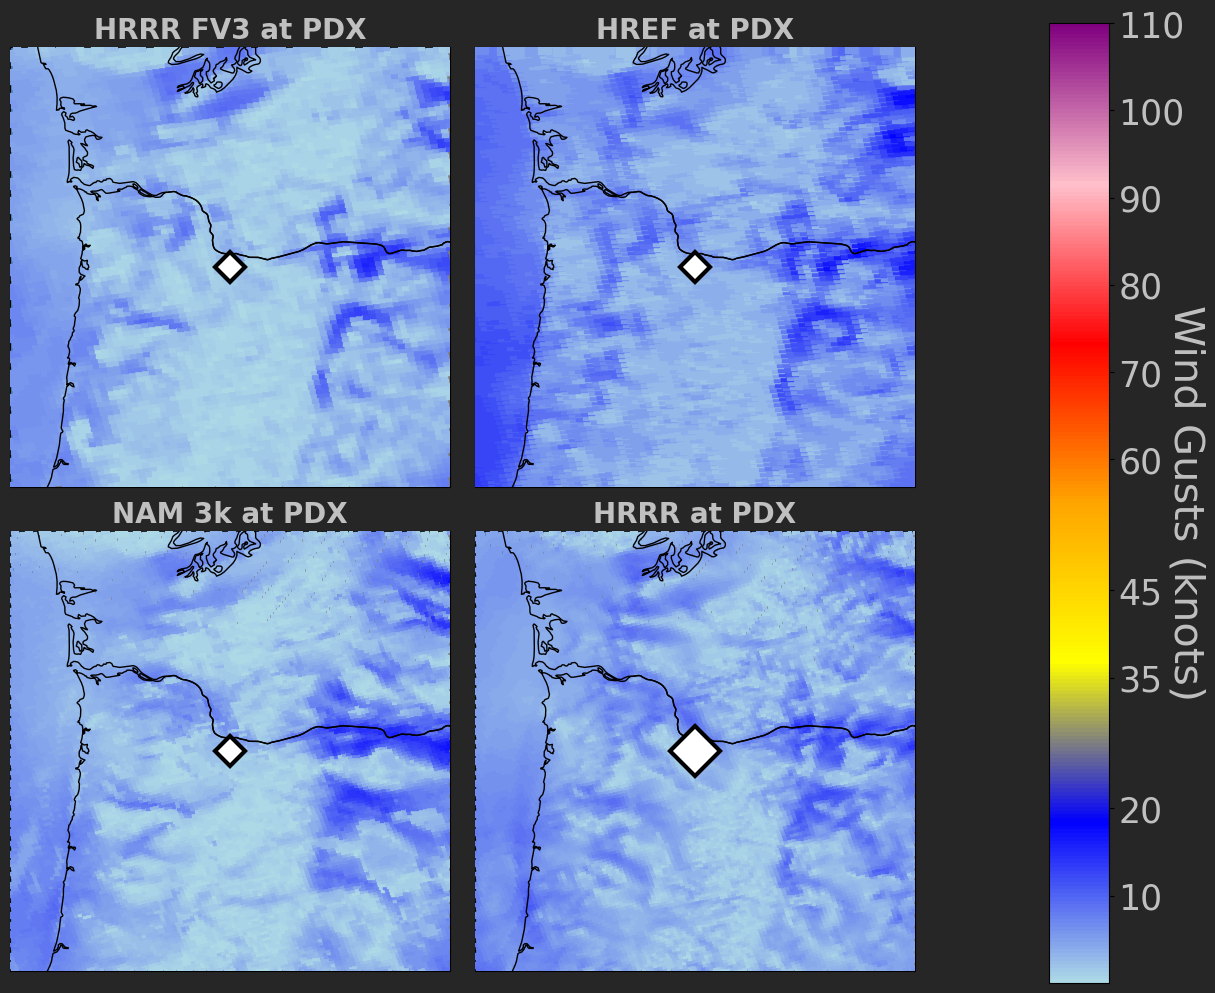 HRRR FV3 at PDX
HREF at PDX
NAM 3k at PDX
HRRR at PDX
110
100
90
80
70
60
45
35
20
10
Wind Gusts (knots)